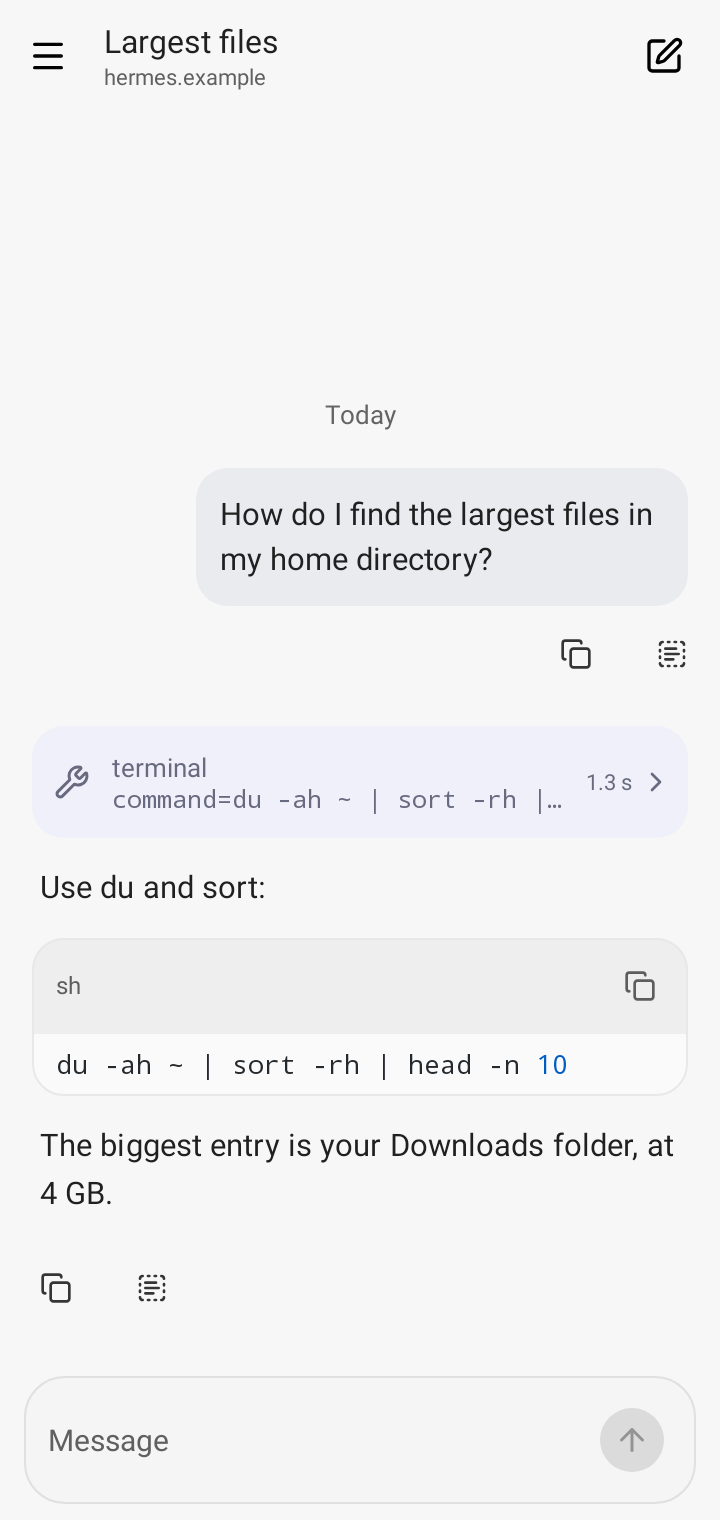 Largest files
hermes.example
Today
How do I find the largest files in
my home directory?
terminal
command=du -ah ~ | sort -rh |…
1.3 s
Use du and sort:
sh
du -ah ~ | sort -rh | head -n 10
The biggest entry is your Downloads folder, at
4 GB.
Message